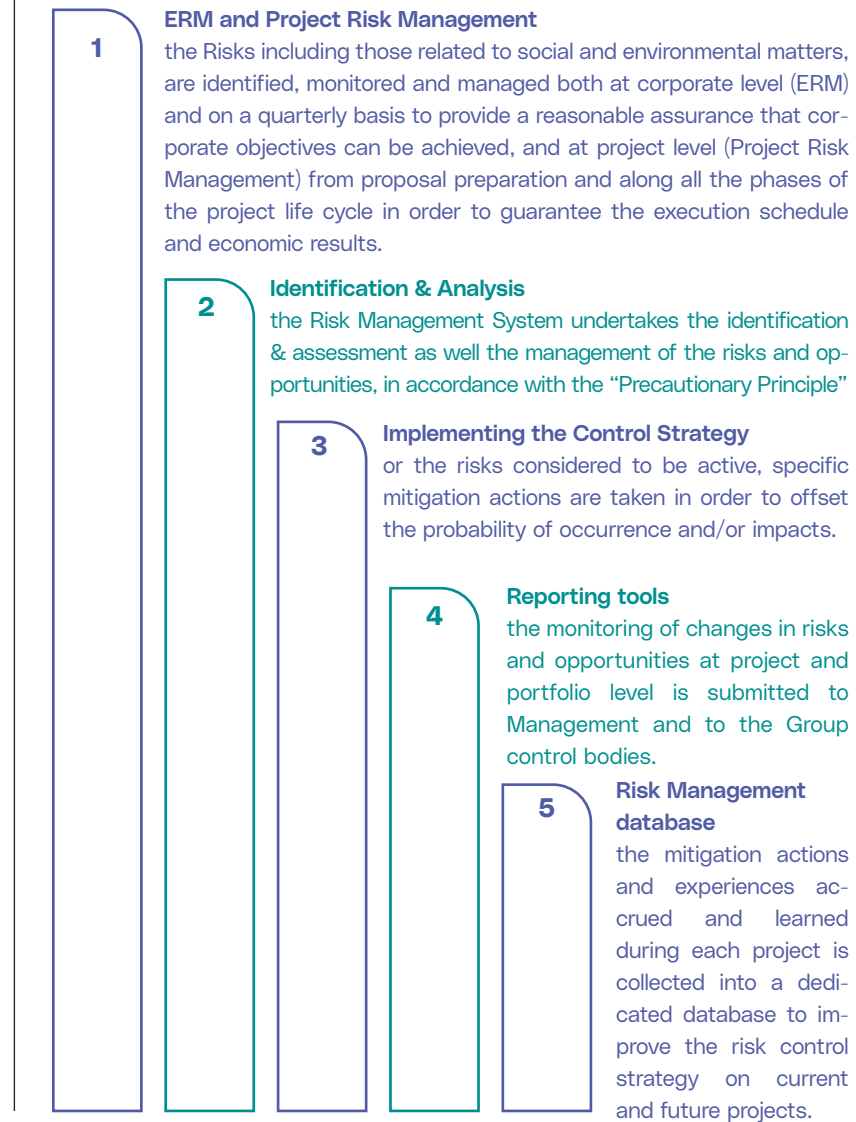 1
ERM and Project Risk Management
the Risks including those related to social and environmental matters,
are identified, monitored and managed both at corporate level (ERM)
and on a quarterly basis to provide a reasonable assurance that cor-
porate objectives can be achieved, and at project level (Project Risk
Management) from proposal preparation and along all the phases of
the project life cycle in order to guarantee the execution schedule
and economic results.
2
Identification & Analysis
the Risk Management System undertakes the identification
& assessment as well the management of the risks and op-
portunities, in accordance with the “Precautionary Principle”
3
Implementing the Control Strategy
or the risks considered to be active, specific
mitigation actions are taken in order to offset
the probability of occurrence and/or impacts.
4
Reporting tools
the monitoring of changes in risks
and opportunities at project and
portfolio level is submitted to
Management and to the Group
control bodies.
5
Risk Management
database
the mitigation actions
and experiences ac-
crued and learned
during each project is
collected into a dedi-
cated database to im-
prove the risk control
strategy on current
and future projects.